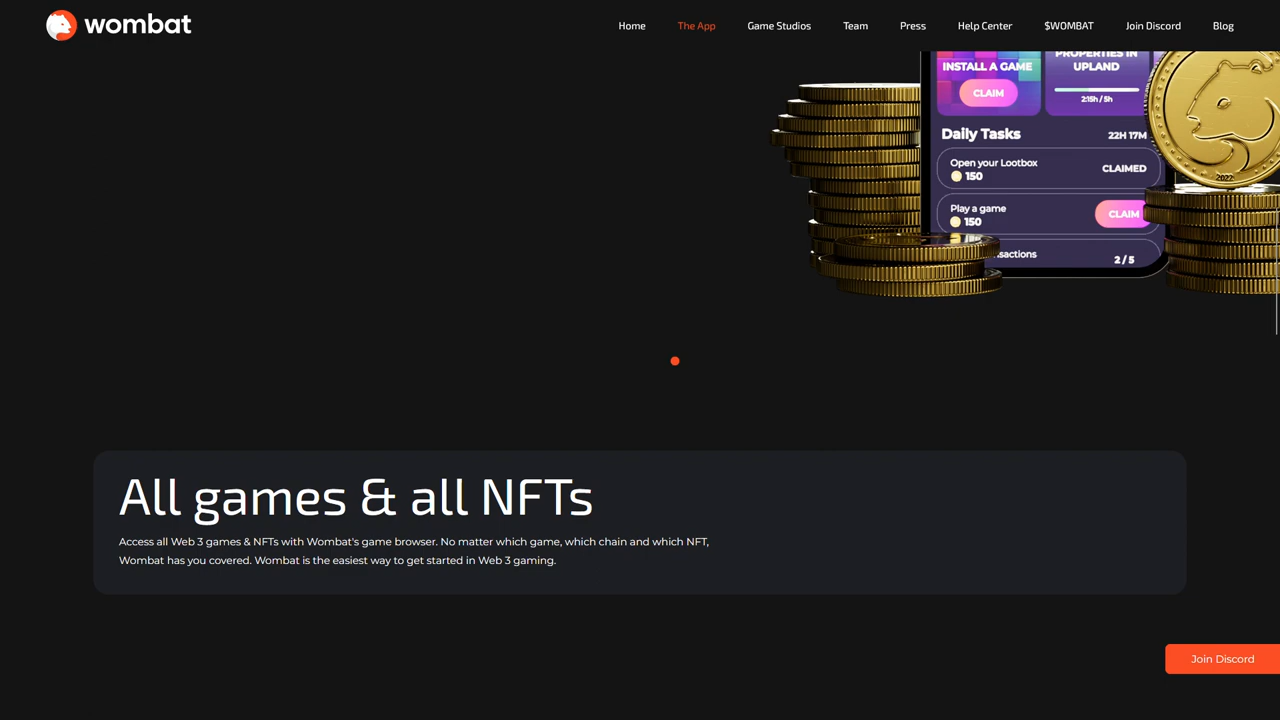 wombat
Home
The App
Game Studios
Team
Press
Help Center
$WOMBAT
Join Discord
Blog
INSTALL A GAME
CLAIM
PROPERTIES IN
UPLAND
2:15h / 5h
Daily Tasks
22H 17M
Open your Lootbox
150
CLAIMED
Play a game
150
CLAIM
2 / 5
2022
All games & all NFTs
Access all Web 3 games & NFTs with Wombat's game browser. No matter which game, which chain and which NFT,
Wombat has you covered. Wombat is the easiest way to get started in Web 3 gaming.
Join Discord